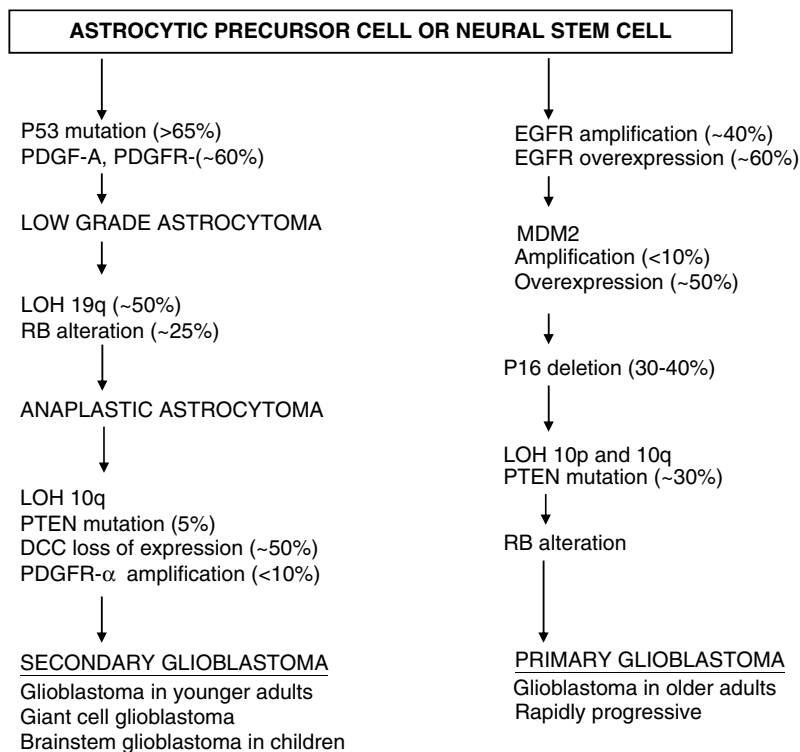 ASTROCYTIC PRECURSOR CELL OR NEURAL STEM CELL
P53 mutation (>65%)
PDGF-A, PDGFR-(~60%)
LOW GRADE ASTROCYTOMA
LOH 19q (~50%)
RB alteration (~25%)
ANAPLASTIC ASTROCYTOMA
LOH 10q
PTEN mutation (5%)
DCC loss of expression (~50%)
PDGFR-α amplification (<10%)
SECONDARY GLIOBLASTOMA
Glioblastoma in younger adults
Giant cell glioblastoma
Brainstem glioblastoma in children
EGFR amplification (~40%)
EGFR overexpression (~60%)
MDM2
Amplification (<10%)
Overexpression (~50%)
P16 deletion (30-40%)
LOH 10p and 10q
PTEN mutation (~30%)
RB alteration
PRIMARY GLIOBLASTOMA
Glioblastoma in older adults
Rapidly progressive